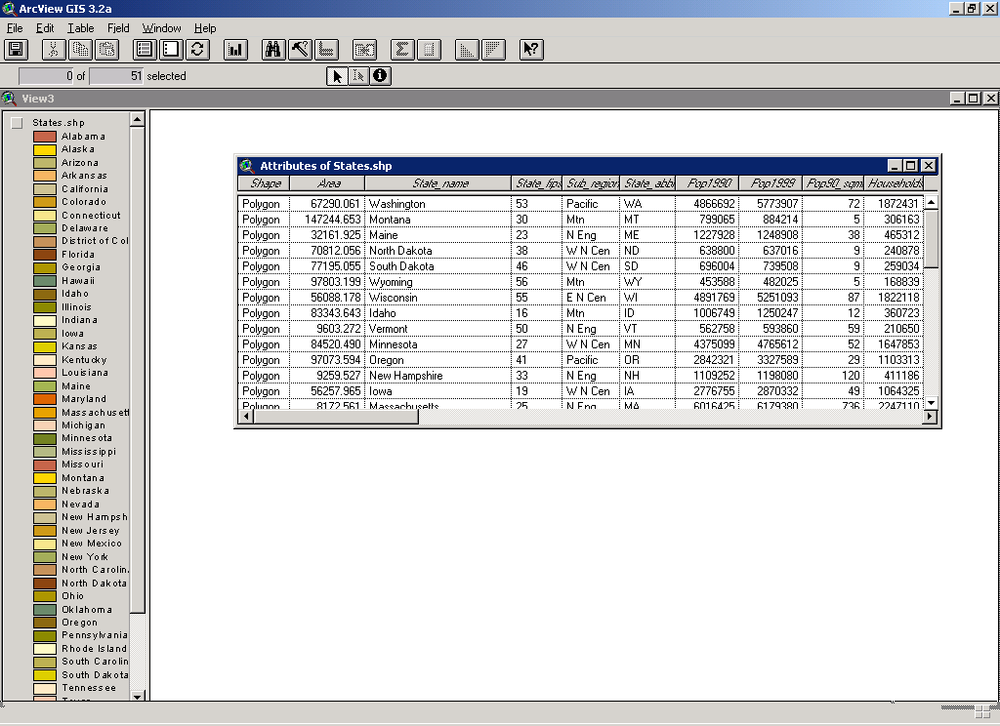 ArcView GIS 3.2a
File Edit Table Field Window Help
0 of 51 selected
View3
States.shp
Alabama
Alaska
Arizona
Arkansas
California
Colorado
Connecticut
Delaware
District of Col
Florida
Georgia
Hawaii
Idaho
Illinois
Indiana
Iowa
Kansas
Kentucky
Louisiana
Maine
Maryland
Massachusett
Michigan
Minnesota
Mississippi
Missouri
Montana
Nebraska
Nevada
New Hampsh
New Jersey
New Mexico
New York
North Carolin
North Dakota
Ohio
Oklahoma
Oregon
Pennsylvania
Rhode Island
South Carolin
South Dakota
Tennessee
Attributes of States.shp
Shape Area State_name State_fips Sub_region State_abb Pop1990 Pop1999 Pop90_sqm Households
Polygon 67290.061 Washington 53 Pacific WA 4866692 5773907 72 1872431
Polygon 147244.653 Montana 30 Mtn MT 799065 884214 5 306163
Polygon 32161.925 Maine 23 N Eng ME 1227928 1248908 38 465312
Polygon 70812.056 North Dakota 38 W N Cen ND 638800 637016 9 240878
Polygon 77195.055 South Dakota 46 W N Cen SD 696004 739508 9 259034
Polygon 97803.199 Wyoming 56 Mtn WY 453588 482025 5 168839
Polygon 56088.178 Wisconsin 55 E N Cen WI 4891769 5251093 87 1822118
Polygon 83343.643 Idaho 16 Mtn ID 1006749 1250247 12 360723
Polygon 9603.272 Vermont 50 N Eng VT 562758 593860 59 210650
Polygon 84520.490 Minnesota 27 W N Cen MN 4375099 4765612 52 1647853
Polygon 97073.594 Oregon 41 Pacific OR 2842321 3327589 29 1103313
Polygon 9259.527 New Hampshire 33 N Eng NH 1109252 1198080 120 411186
Polygon 56257.965 Iowa 19 W N Cen IA 2776755 2870332 49 1064325
Polygon 8172.561 Massachusetts 25 N Eng MA 6016425 6179380 736 2247110